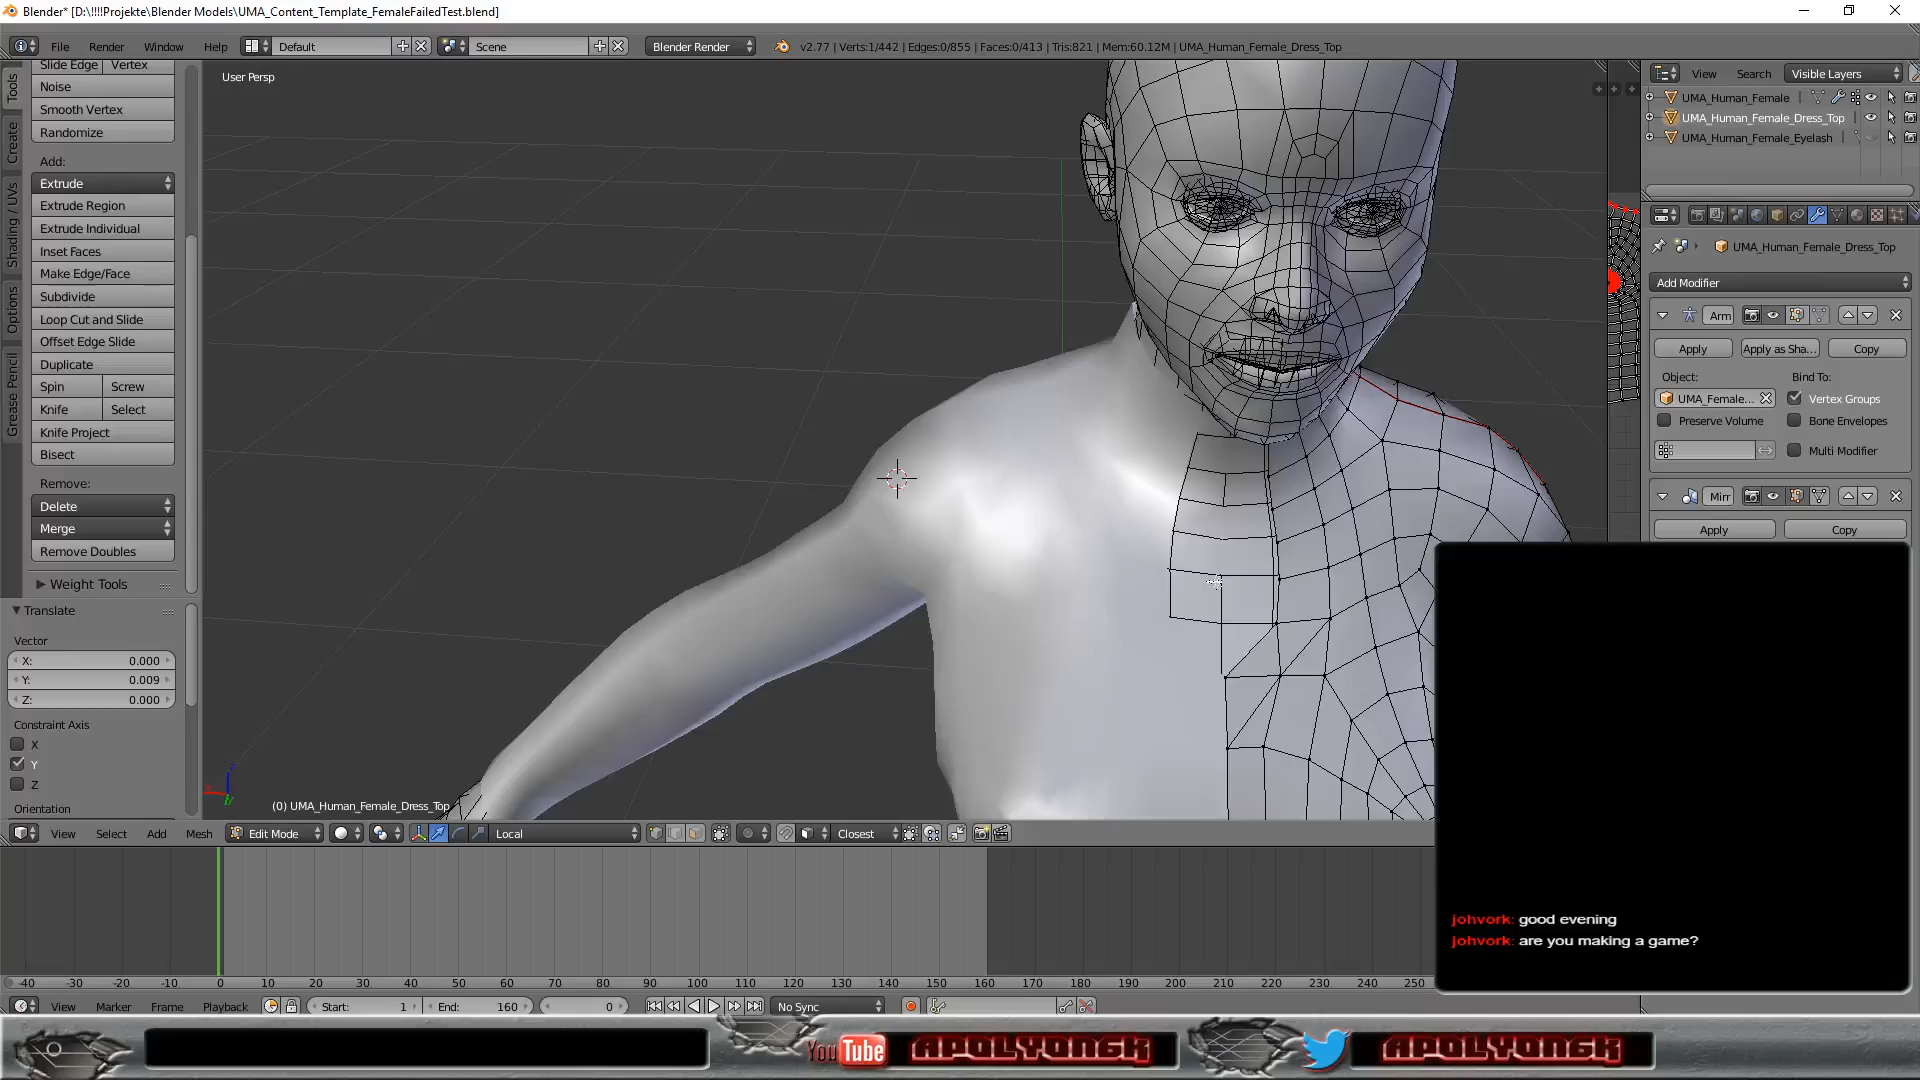 Blender* [D:\!!!!Projekte\Blender Models\UMA_Content_Template_FemaleFailedTest.blend]
File Render Window Help Default Scene Blender Render v2.77 | Verts:1/442 | Edges:0/855 | Faces:0/413 | Tris:821 | Mem:60.12M | UMA_Human_Female_Dress_Top
Tools
Create
Shading / UVs
Options
Grease Pencil
Slide Edge Vertex
Noise
Smooth Vertex
Randomize
Add:
Extrude
Extrude Region
Extrude Individual
Inset Faces
Make Edge/Face
Subdivide
Loop Cut and Slide
Offset Edge Slide
Duplicate
Spin Screw
Knife Select
Knife Project
Bisect
Remove:
Delete
Merge
Remove Doubles
Weight Tools
Translate
Vector
X: 0.000
Y: 0.009
Z: 0.000
Constraint Axis
X
Y
Z
Orientation
User Persp
(0) UMA_Human_Female_Dress_Top
View Select Add Mesh Edit Mode Local Closest
View Search Visible Layers
UMA_Human_Female
UMA_Human_Female_Dress_Top
UMA_Human_Female_Eyelash
UMA_Human_Female_Dress_Top
Add Modifier
Arm
Apply Apply as Sha... Copy
Object: Bind To:
UMA_Female... Vertex Groups
Preserve Volume Bone Envelopes
Multi Modifier
Mirr
Apply Copy
johvork: good evening
johvork: are you making a game?
-40 -30 -20 -10 0 10 20 30 40 50 60 70 80 90 100 110 120 130 140 150 160 170 180 190 200 210 220 230 240 250
View Marker Frame Playback Start: 1 End: 160 0 No Sync
YouTube APOLYON6K APOLYON6K